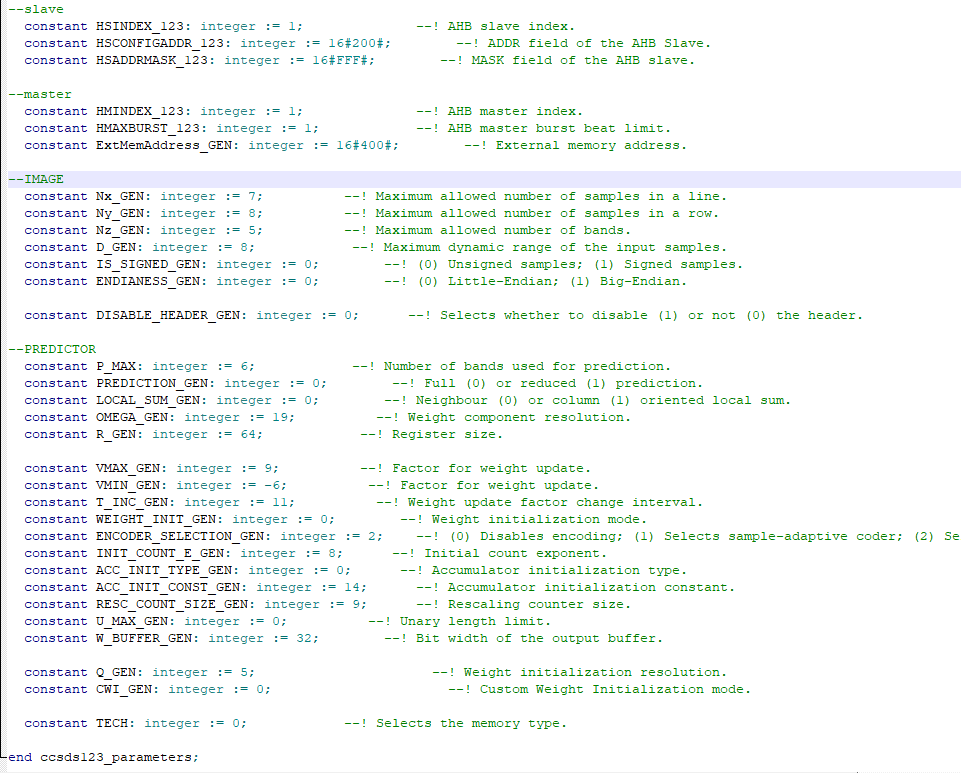 --slave
constant HSINDEX_123: integer := 1; --! AHB slave index.
constant HSCONFIGADDR_123: integer := 16#200#; --! ADDR field of the AHB Slave.
constant HSADDRMASK_123: integer := 16#FFF#; --! MASK field of the AHB slave.
--master
constant HMINDEX_123: integer := 1; --! AHB master index.
constant HMAXBURST_123: integer := 1; --! AHB master burst beat limit.
constant ExtMemAddress_GEN: integer := 16#400#; --! External memory address.
--IMAGE
constant Nx_GEN: integer := 7; --! Maximum allowed number of samples in a line.
constant Ny_GEN: integer := 8; --! Maximum allowed number of samples in a row.
constant Nz_GEN: integer := 5; --! Maximum allowed number of bands.
constant D_GEN: integer := 8; --! Maximum dynamic range of the input samples.
constant IS_SIGNED_GEN: integer := 0; --! (0) Unsigned samples; (1) Signed samples.
constant ENDIANESS_GEN: integer := 0; --! (0) Little-Endian; (1) Big-Endian.
constant DISABLE_HEADER_GEN: integer := 0; --! Selects whether to disable (1) or not (0) the header.
--PREDICTOR
constant P_MAX: integer := 6; --! Number of bands used for prediction.
constant PREDICTION_GEN: integer := 0; --! Full (0) or reduced (1) prediction.
constant LOCAL_SUM_GEN: integer := 0; --! Neighbour (0) or column (1) oriented local sum.
constant OMEGA_GEN: integer := 19; --! Weight component resolution.
constant R_GEN: integer := 64; --! Register size.
constant VMAX_GEN: integer := 9; --! Factor for weight update.
constant VMIN_GEN: integer := -6; --! Factor for weight update.
constant T_INC_GEN: integer := 11; --! Weight update factor change interval.
constant WEIGHT_INIT_GEN: integer := 0; --! Weight initialization mode.
constant ENCODER_SELECTION_GEN: integer := 2; --! (0) Disables encoding; (1) Selects sample-adaptive coder; (2) Se
constant INIT_COUNT_E_GEN: integer := 8; --! Initial count exponent.
constant ACC_INIT_TYPE_GEN: integer := 0; --! Accumulator initialization type.
constant ACC_INIT_CONST_GEN: integer := 14; --! Accumulator initialization constant.
constant RESC_COUNT_SIZE_GEN: integer := 9; --! Rescaling counter size.
constant U_MAX_GEN: integer := 0; --! Unary length limit.
constant W_BUFFER_GEN: integer := 32; --! Bit width of the output buffer.
constant Q_GEN: integer := 5; --! Weight initialization resolution.
constant CWI_GEN: integer := 0; --! Custom Weight Initialization mode.
constant TECH: integer := 0; --! Selects the memory type.
end ccsds123_parameters;